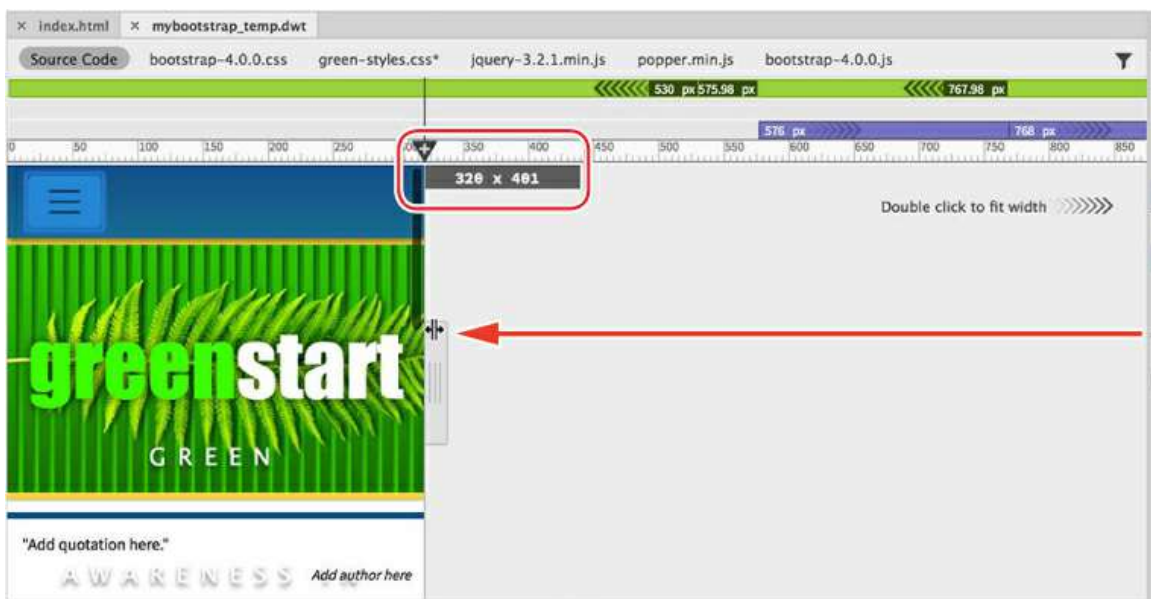 × index.html × mybootstrap_temp.dwt
Source Code bootstrap-4.0.0.css green-styles.css* jquery-3.2.1.min.js popper.min.js bootstrap-4.0.0.js
530 px 575.98 px 767.98 px
576 px 768 px
0 50 100 150 200 250 350 400 450 500 550 600 650 700 750 800 850
320 x 401
Double click to fit width
greenstart
GREEN
"Add quotation here."
AWARENESS
Add author here